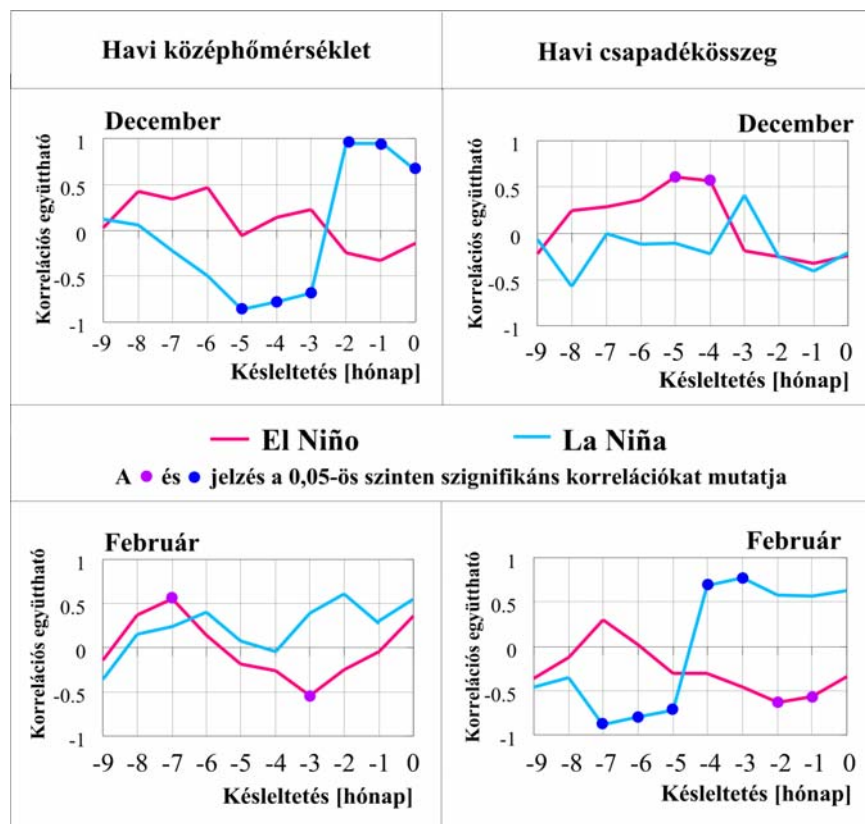 Havi középhőmérséklet
Havi csapadékösszeg
December
Korrelációs együttható
1
0.5
0
-0.5
-1
-9 -8 -7 -6 -5 -4 -3 -2 -1 0
Késleltetés [hónap]
December
Korrelációs együttható
1
0.5
0
-0.5
-1
-9 -8 -7 -6 -5 -4 -3 -2 -1 0
Késleltetés [hónap]
El Niño
La Niña
A és jelzés a 0,05-ös szinten szignifikáns korrelációkat mutatja
Február
Korrelációs együttható
1
0.5
0
-0.5
-1
-9 -8 -7 -6 -5 -4 -3 -2 -1 0
Késleltetés [hónap]
Február
Korrelációs együttható
1
0.5
0
-0.5
-1
-9 -8 -7 -6 -5 -4 -3 -2 -1 0
Késleltetés [hónap]